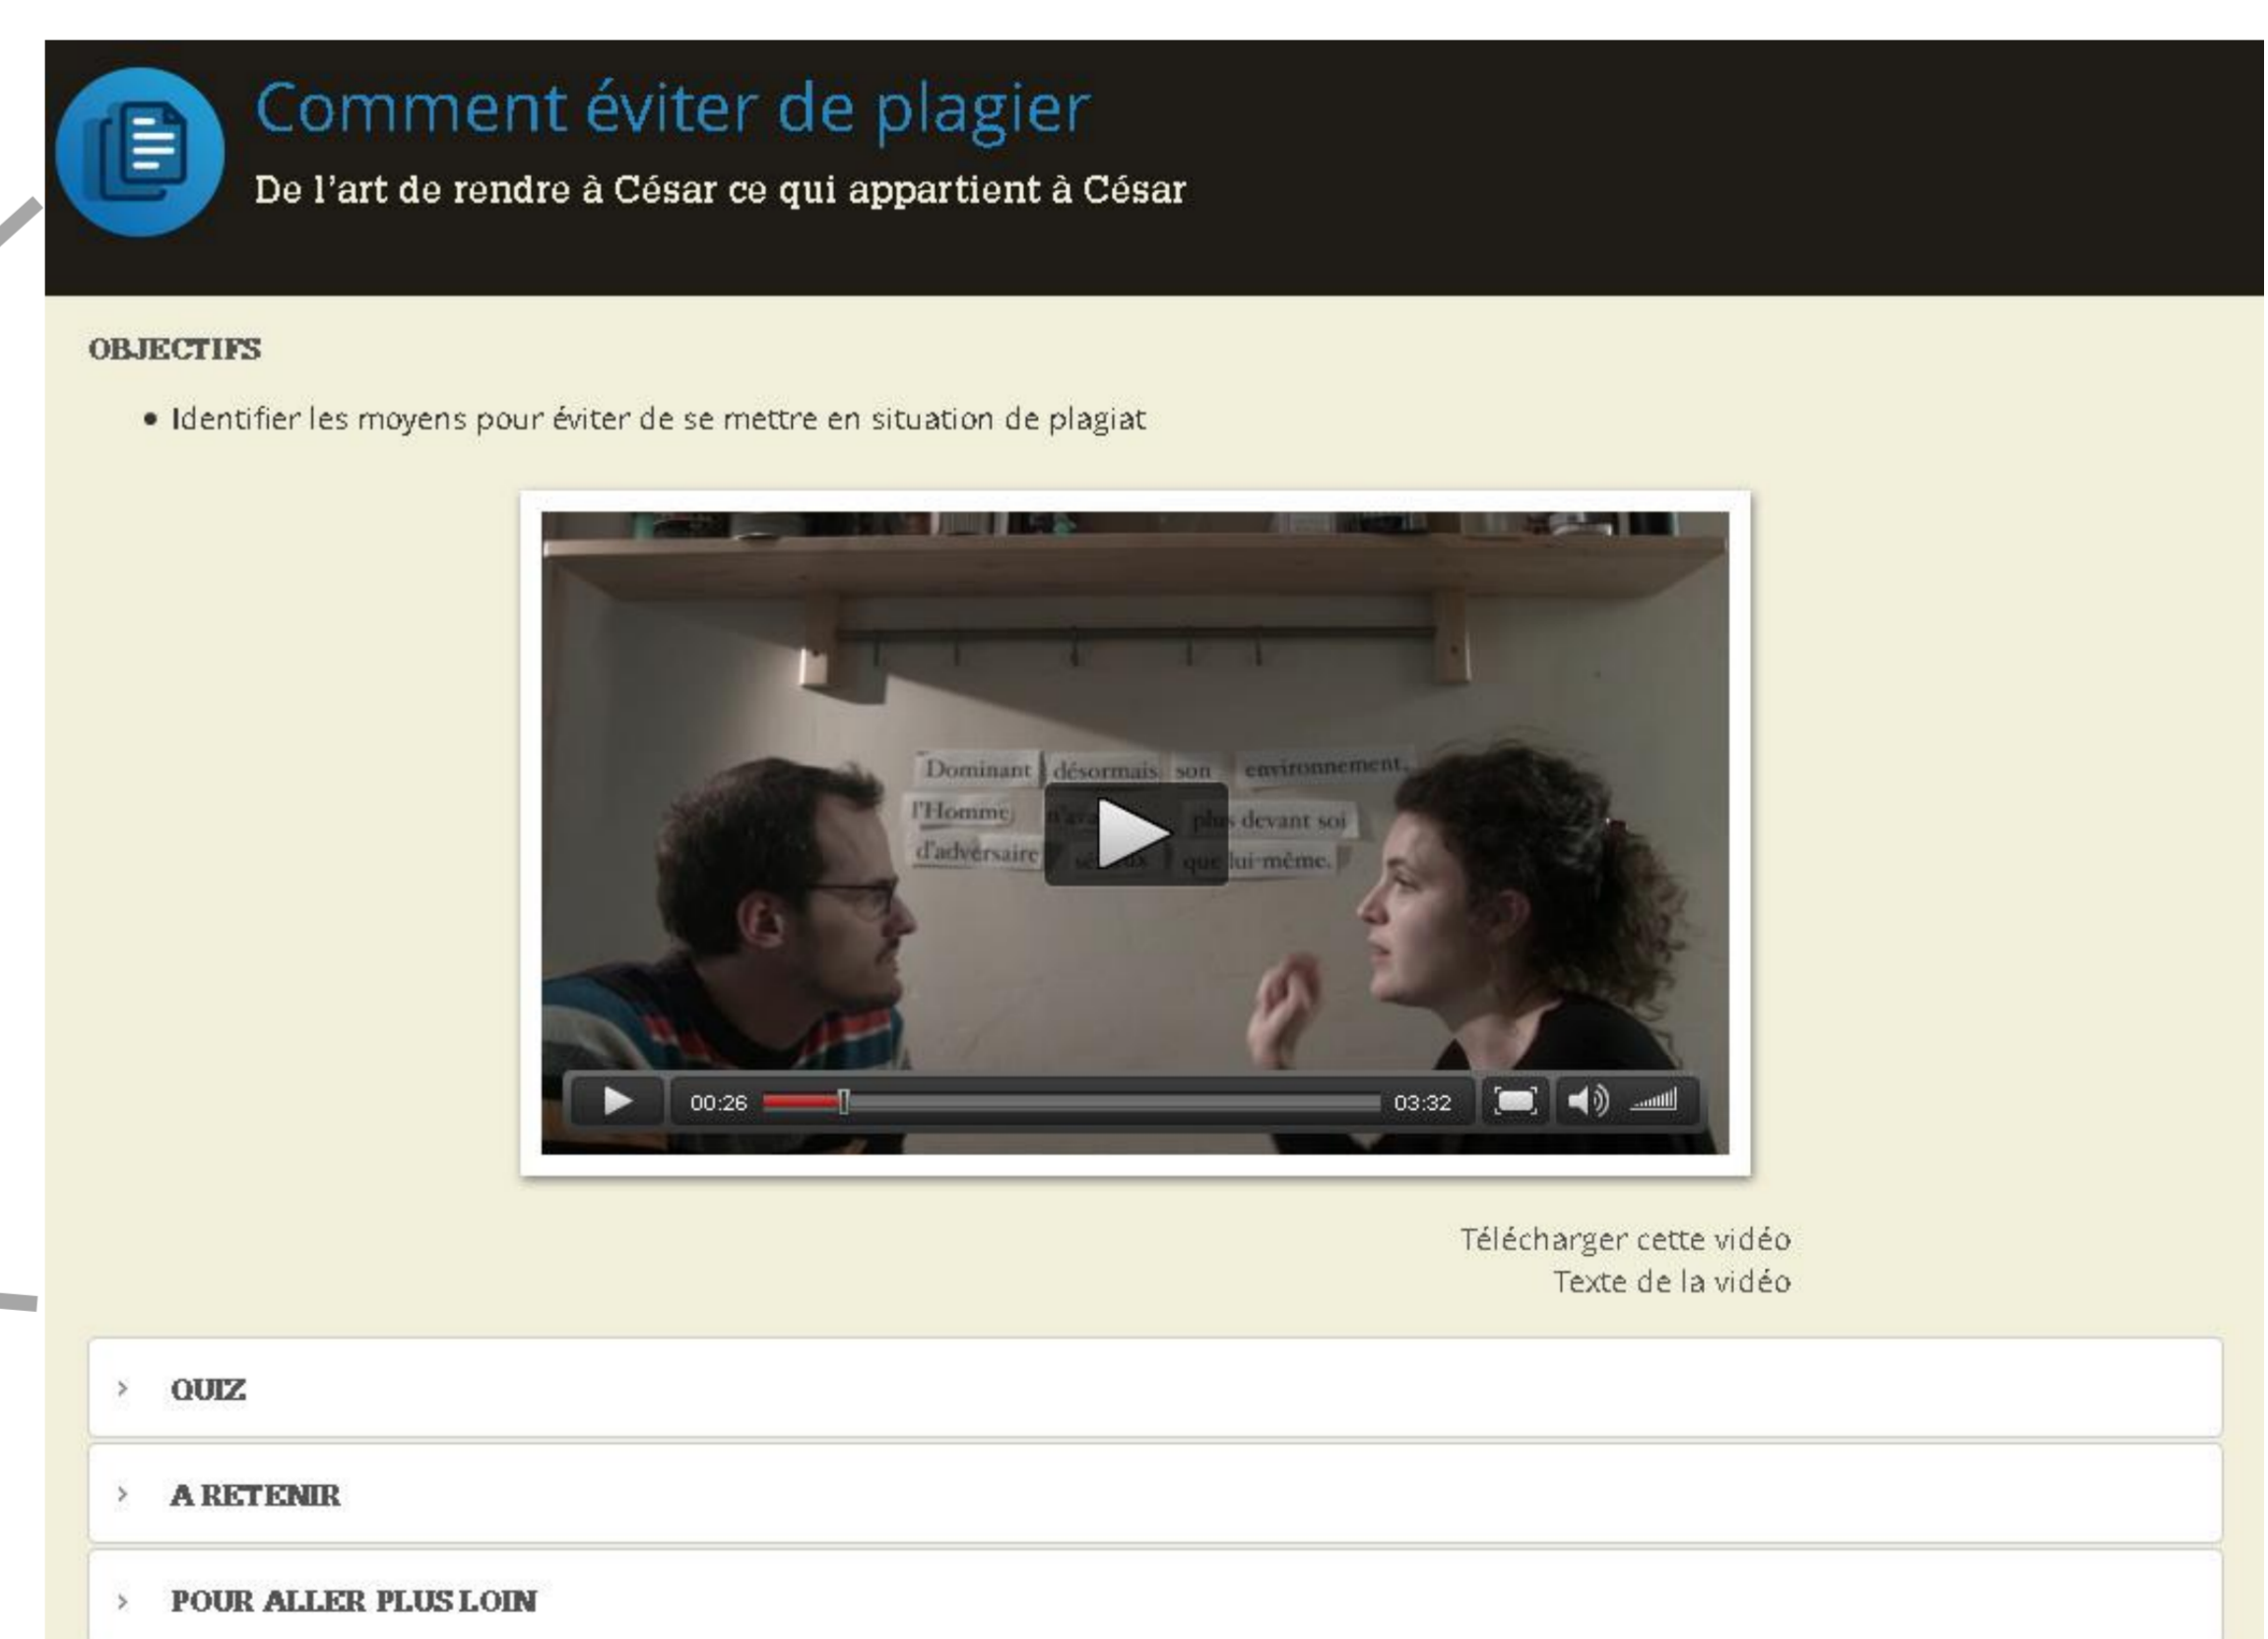 Comment éviter de plagier
De l'art de rendre à César ce qui appartient à César
OBJECTIFS
• Identifier les moyens pour éviter de se mettre en situation de plagiat
Dominant désormais son environnement,
l'Homme, plus devant soi
d'adversaire que lui-même.
00:26 03:32
Télécharger cette vidéo
Texte de la vidéo
› QUIZ
› A RETENIR
› POUR ALLER PLUS LOIN